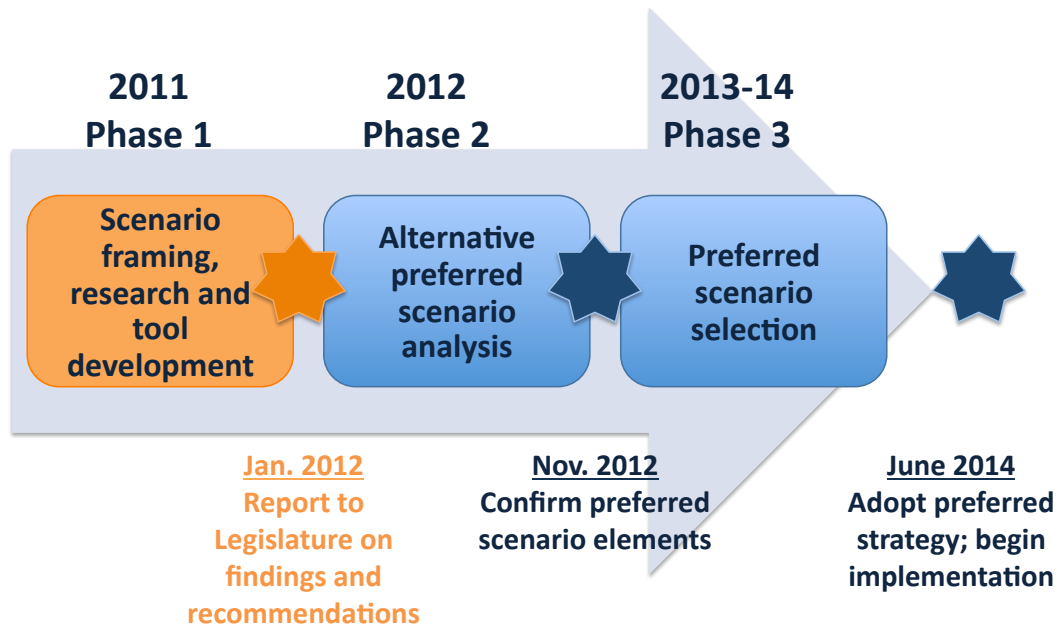 2011
Phase 1
2012
Phase 2
2013-14
Phase 3
Scenario
framing,
research and
tool
development
Alternative
preferred
scenario
analysis
Preferred
scenario
selection
Jan. 2012
Report to
Legislature on
findings and
recommendations
Nov. 2012
Confirm preferred
scenario elements
June 2014
Adopt preferred
strategy; begin
implementation